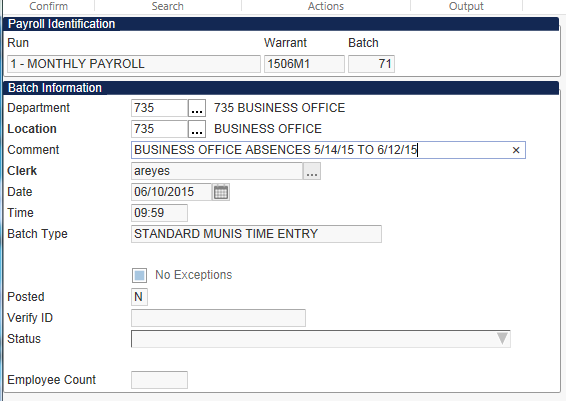 Confirm Search Actions Output
Payroll Identification
Run Warrant Batch
1 - MONTHLY PAYROLL 1506M1 71
Batch Information
Department 735 ... 735 BUSINESS OFFICE
Location 735 ... BUSINESS OFFICE
Comment BUSINESS OFFICE ABSENCES 5/14/15 TO 6/12/15 ×
Clerk areyes ...
Date 06/10/2015
Time 09:59
Batch Type STANDARD MUNIS TIME ENTRY
No Exceptions
Posted N
Verify ID
Status
Employee Count